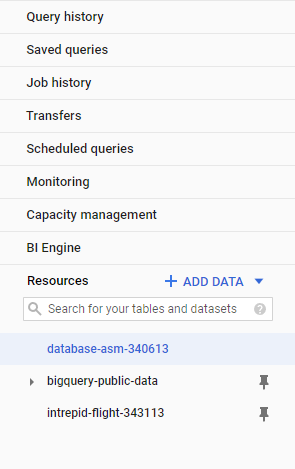 Query history
Saved queries
Job history
Transfers
Scheduled queries
Monitoring
Capacity management
BI Engine
Resources ADD DATA
Search for your tables and datasets
database-asm-340613
bigquery-public-data
intrepid-flight-343113